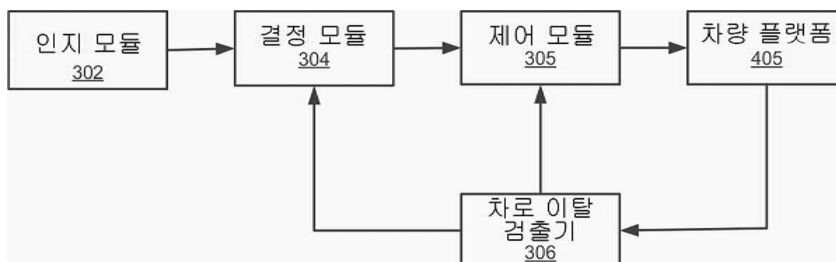 인지 모듈
302
결정 모듈
304
제어 모듈
305
차량 플랫폼
405
차로 이탈
검출기
306